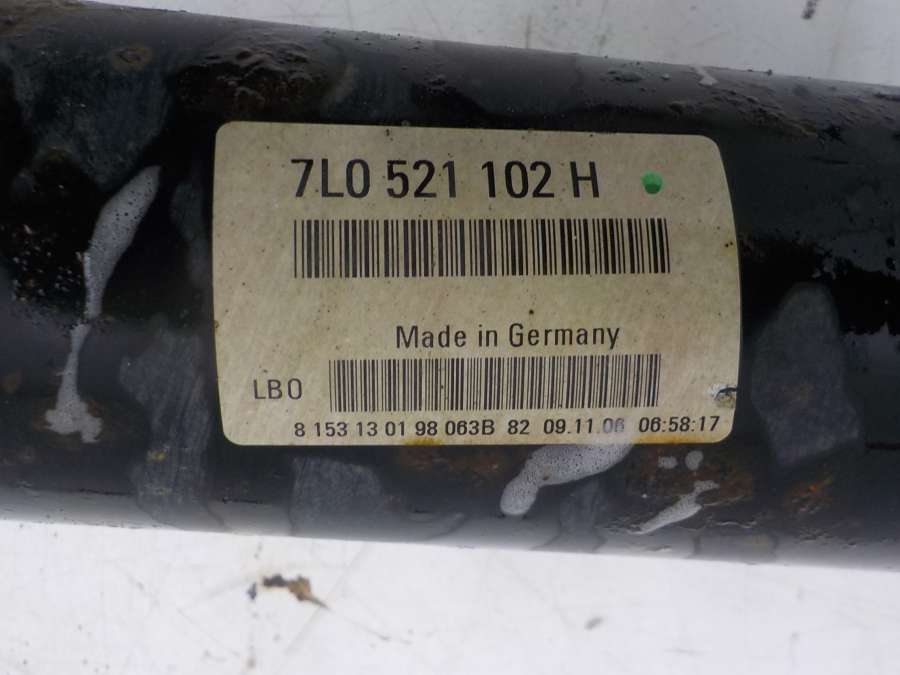 7L0 521 102 H
Made in Germany
LB0
8 153 13 01 98 063B 82 09.11.06 06:58:17